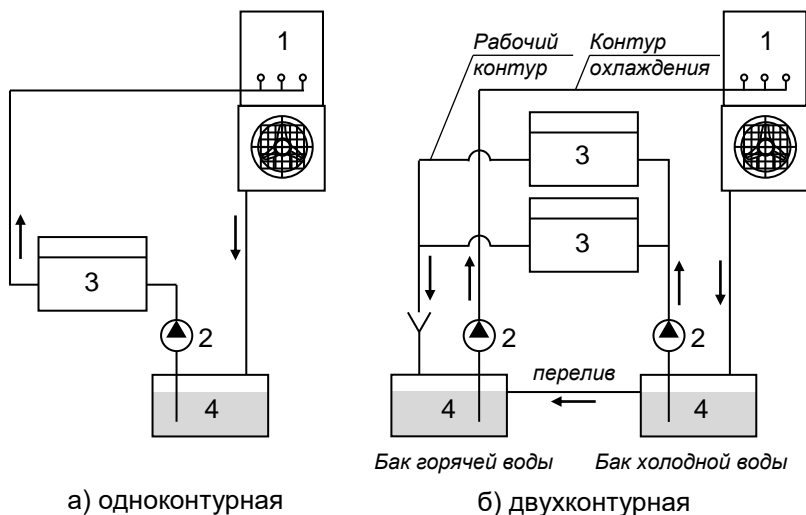 1
3
2
4
а) одноконтурная
Рабочий
контур
Контур
охлаждения
1
3
3
2
2
перелив
4
4
Бак горячей воды
Бак холодной воды
б) двухконтурная